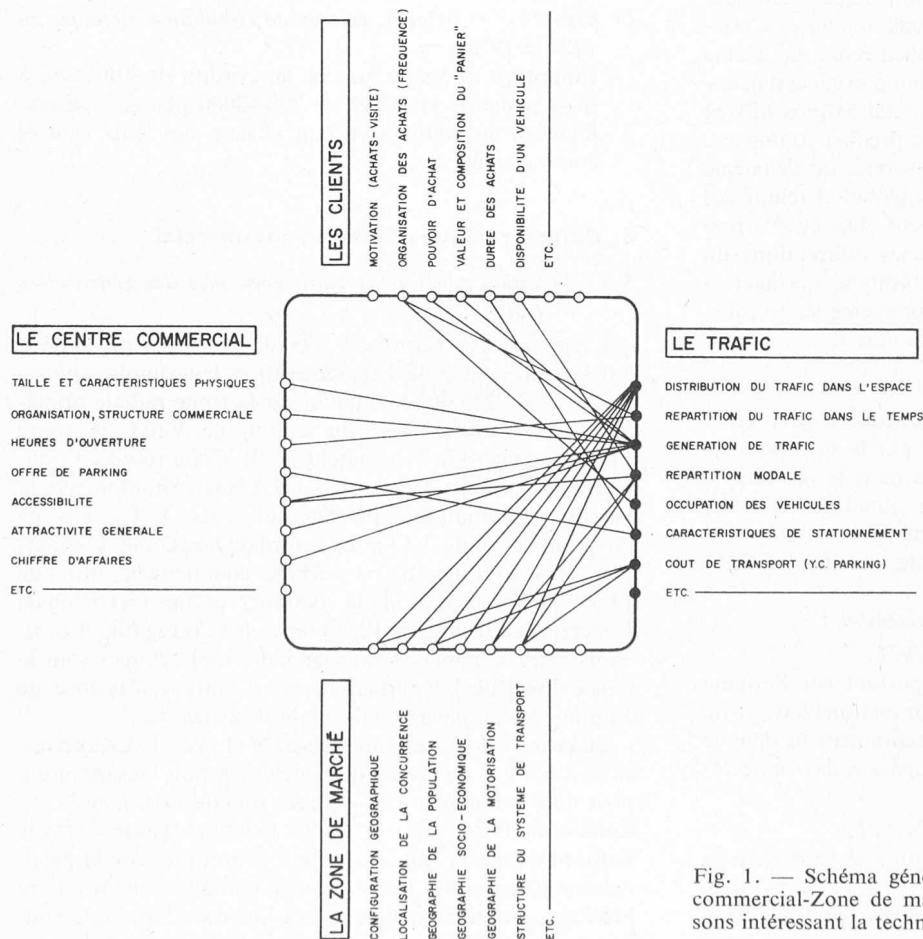 LES CLIENTS
MOTIVATION (ACHATS-VISITE)
ORGANISATION DES ACHATS (FREQUENCE)
POUVOIR D'ACHAT
VALEUR ET COMPOSITION DU "PANIER"
DUREE DES ACHATS
DISPONIBILITE D'UN VEHICULE
ETC.
LE CENTRE COMMERCIAL
TAILLE ET CARACTERISTIQUES PHYSIQUES
ORGANISATION, STRUCTURE COMMERCIALE
HEURES D'OUVERTURE
OFFRE DE PARKING
ACCESSIBILITE
ATTRACTIVITE GENERALE
CHIFFRE D'AFFAIRES
ETC.
LE TRAFIC
DISTRIBUTION DU TRAFIC DANS L'ESPACE
REPARTITION DU TRAFIC DANS LE TEMPS
GENERATION DE TRAFIC
REPARTITION MODALE
OCCUPATION DES VEHICULES
CARACTERISTIQUES DE STATIONNEMENT
COUT DE TRANSPORT (Y.C. PARKING)
ETC.
LA ZONE DE MARCHÉ
CONFIGURATION GEOGRAPHIQUE
LOCALISATION DE LA CONCURRENCE
GEOGRAPHIE DE LA POPULATION
GEOGRAPHIE SOCIO-ECONOMIQUE
GEOGRAPHIE DE LA MOTORISATION
STRUCTURE DU SYSTÈME DE TRANSPORT
ETC.
Fig. 1. — Schéma géné
commercial-Zone de ma
sons intéressant la techn